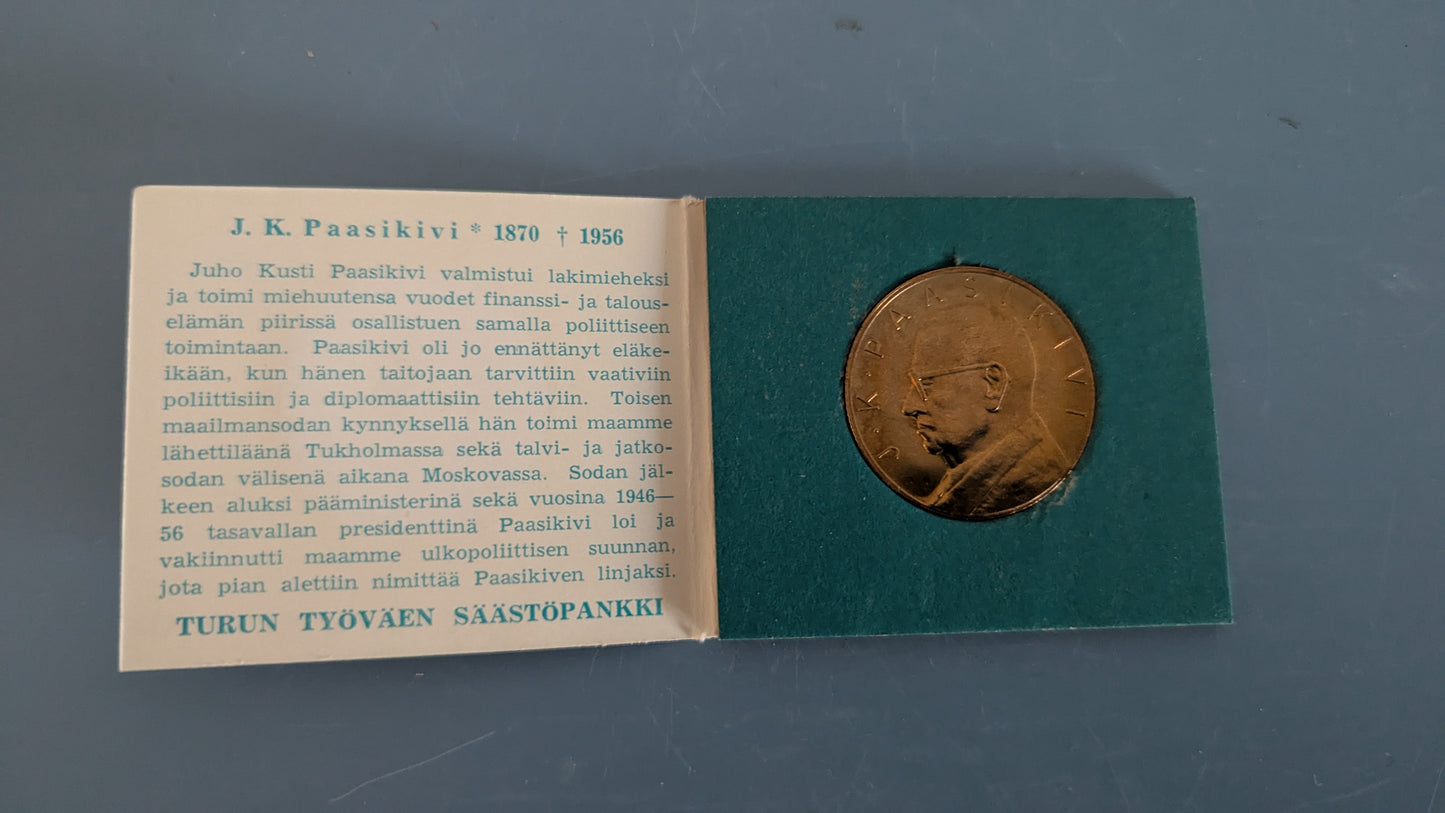 J. K. Paasikivi * 1870 † 1956
Juho Kusti Paasikivi valmistui lakimieheksi
ja toimi miehuutensa vuodet finanssi- ja talous-
elämän piirissä osallistuen samalla poliittiseen
toimintaan. Paasikivi oli jo ennättänyt eläke-
ikään, kun hänen taitojaan tarvittiin vaativiin
poliittisiin ja diplomaattisiin tehtäviin. Toisen
maailmansodan kynnyksellä hän toimi maamme
lähettiläänä Tukholmassa sekä talvi- ja jatko-
sodan välisenä aikana Moskovassa. Sodan jäl-
keen aluksi pääministerinä sekä vuosina 1946—
56 tasavallan presidenttinä Paasikivi loi ja
vakiinnutti maamme ulkopoliittisen suunnan,
jota pian alettiin nimittää Paasikiven linjaksi.
TURUN TYÖVÄEN SÄÄSTÖPANKKI
J·K·PAASIKIVI